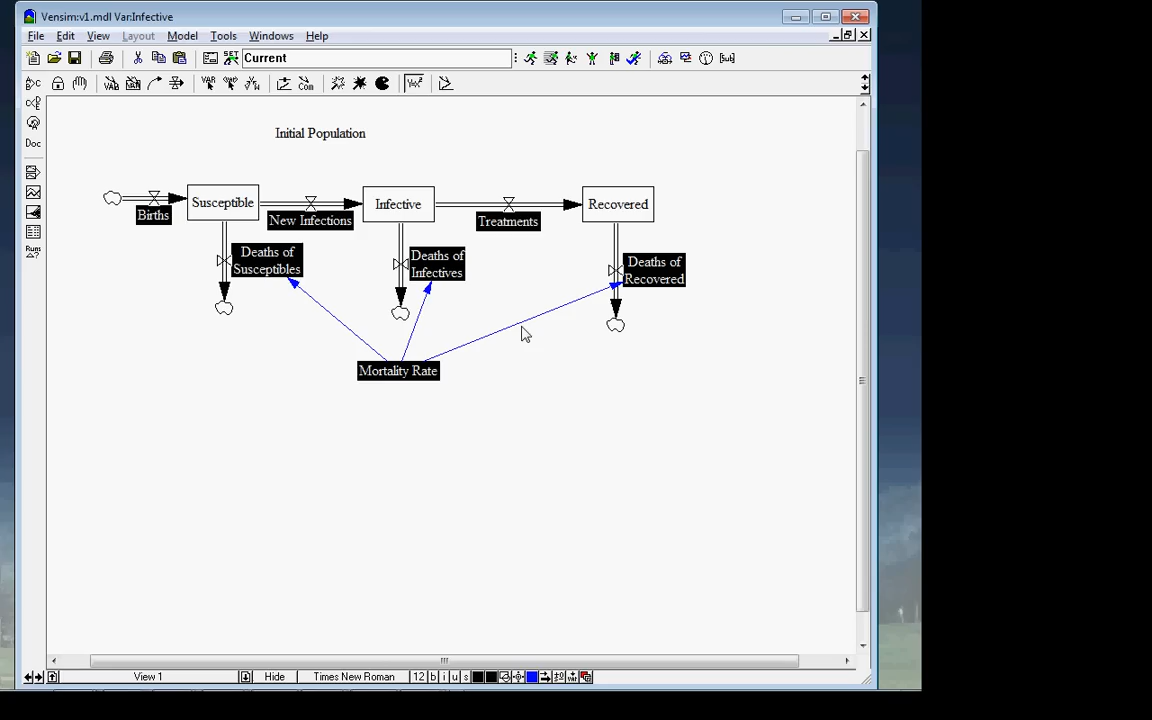 Vensim:v1.mdl Var:Infective
File Edit View Layout Model Tools Windows Help
SET Current
Doc
Runs
Initial Population
Susceptible
Infective
Recovered
Births
New Infections
Treatments
Deaths of
Susceptibles
Deaths of
Infectives
Deaths of
Recovered
Mortality Rate
View 1 Hide Times New Roman 12 b i u s